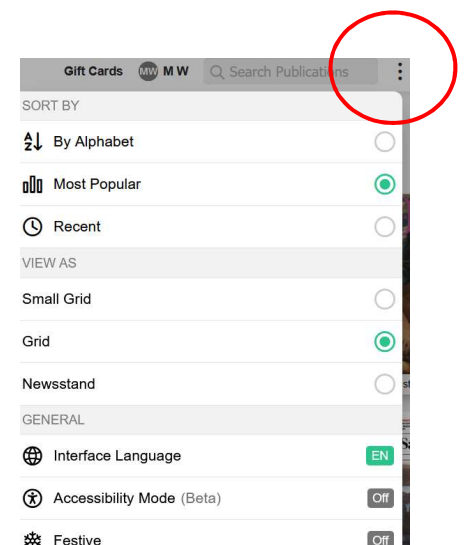 Gift Cards MW M W Search Publications
SORT BY
By Alphabet
Most Popular
Recent
VIEW AS
Small Grid
Grid
Newsstand
GENERAL
Interface Language EN
Accessibility Mode (Beta) Off
Festive Off